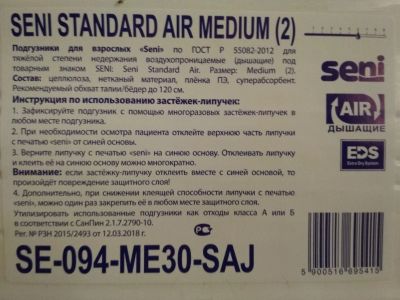 SENI STANDARD AIR MEDIUM (2)
Подгузники для взрослых «Seni» по ГОСТ Р 55082-2012 для
тяжёлой степени недержания воздухопроницаемые (дышащие) под
товарным знаком SENI: Seni Standard Air. Размер: Medium (2).
Состав: целлюлоза, нетканый материал, плёнка ПЭ, суперабсорбент.
Рекомендуемый обхват талии/бёдер до 120 см.
Инструкция по использованию застёжек-липучек:
1. Зафиксируйте подгузник с помощью многоразовых застёжек-липучек в
любом месте подгузника.
2. При необходимости осмотра пациента отклейте верхнюю часть липучки
с печатью «seni» от синей основы.
3. Верните липучку с печатью «seni» на синюю основу. Отклеивать липучку
и клеить её на синюю основу можно многократно.
Внимание: если застёжку-липучку отклеить вместе с синей основой, то
произойдёт повреждение защитного слоя!
4. Дополнительно, при снижении клеящей способности липучки с печатью
«seni», можно один раз закрепить её в любом месте защитного слоя!
Утилизировать использованные подгузники как отходы класса А или Б
в соответствии с СанПин 2.1.7.2790-10.
Рег. № РЗН 2015/2493 от 12.03.2018 г.
SE-094-ME30-SAJ
seni
AIR
ДЫШАЩИЕ
EDS
Extra Dry System
5900516695415